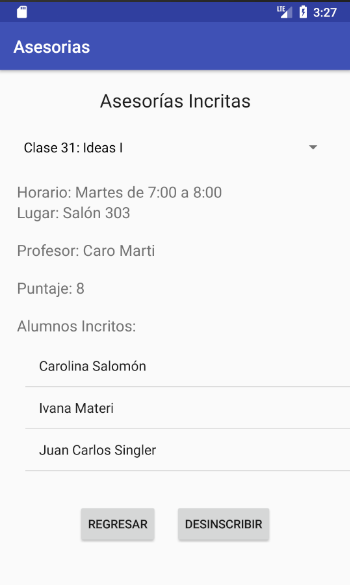 LTE 3:27
Asesorias
Asesorías Incritas
Clase 31: Ideas I
Horario: Martes de 7:00 a 8:00
Lugar: Salón 303
Profesor: Caro Marti
Puntaje: 8
Alumnos Incritos:
Carolina Salomón
Ivana Materi
Juan Carlos Singler
REGRESAR DESINSCRIBIR